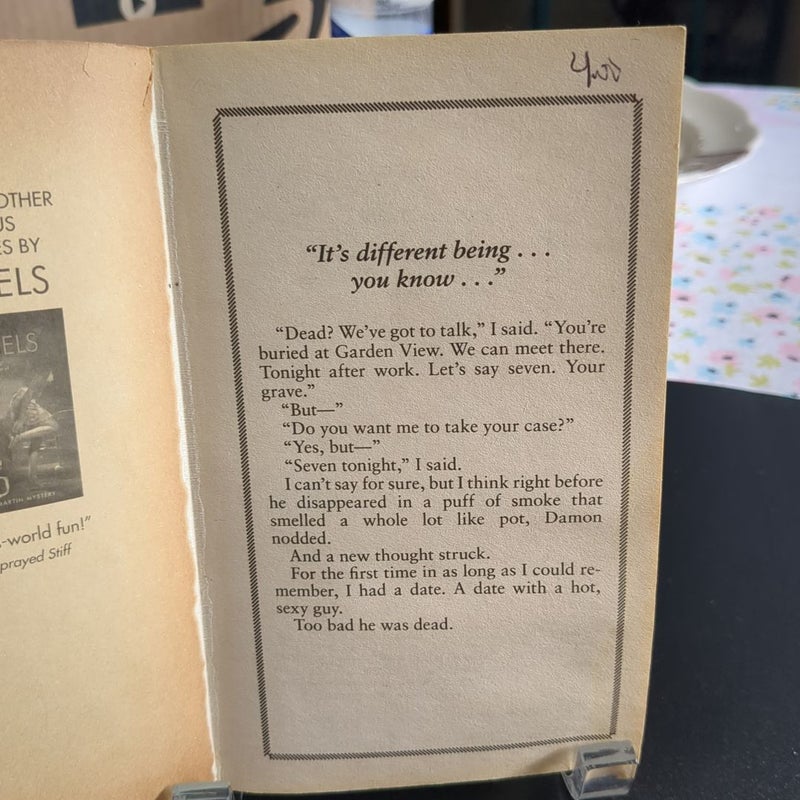 OTHER
US
ES BY
ELS
ELS
MARTIN MYSTERY
-world fun!”
prayed Stiff
4.00
“It’s different being . . .
you know . . .”
“Dead? We’ve got to talk,” I said. “You’re
buried at Garden View. We can meet there.
Tonight after work. Let’s say seven. Your
grave.”
“But—”
“Do you want me to take your case?”
“Yes, but—”
“Seven tonight,” I said.
I can’t say for sure, but I think right before
he disappeared in a puff of smoke that
smelled a whole lot like pot, Damon
nodded.
And a new thought struck.
For the first time in as long as I could re-
member, I had a date. A date with a hot,
sexy guy.
Too bad he was dead.